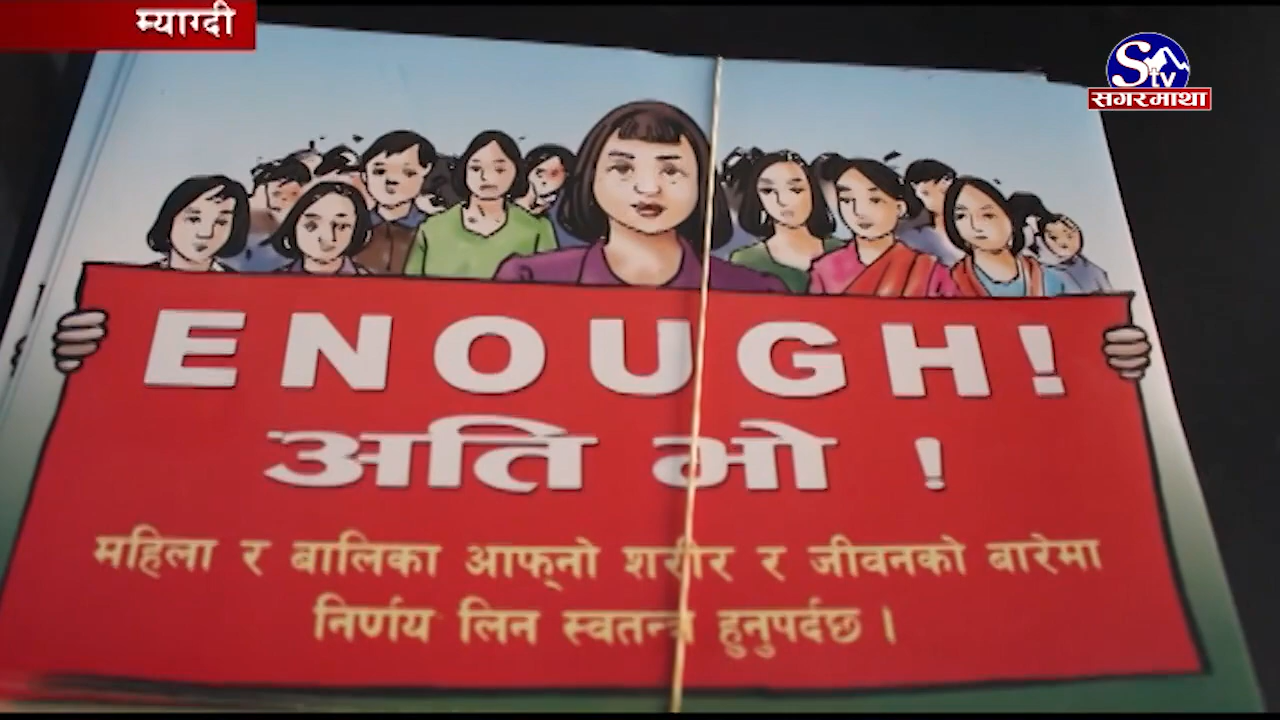 म्याग्दी
S tv
सगरमाथा
ENOUGH!
अति भो !
महिला र बालिका आफ्नो शरीर र जीवनको बारेमा
निर्णय लिन स्वतन्त्र हुनुपर्दछ ।